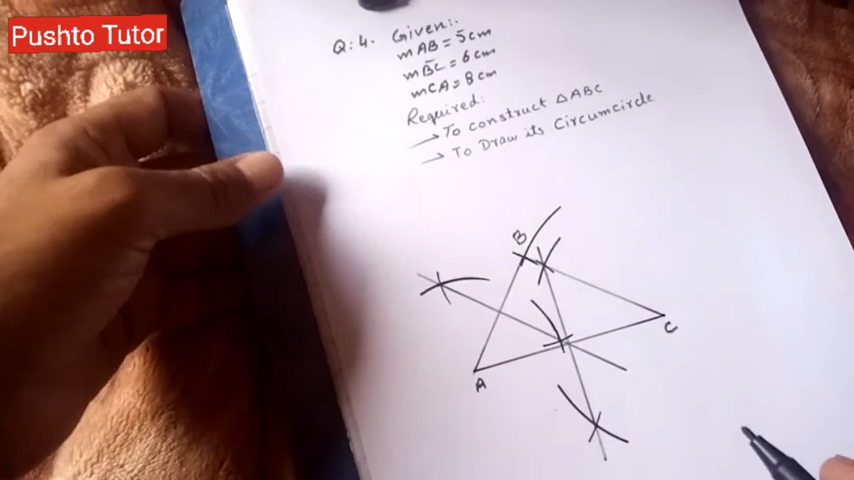 Pushto Tutor
Q:4. Given:.
mAB = 5cm
mBC = 6cm
mCA = 8cm
Required:
→ To construct △ABC
→ To Draw its Circumcircle
B
C
A